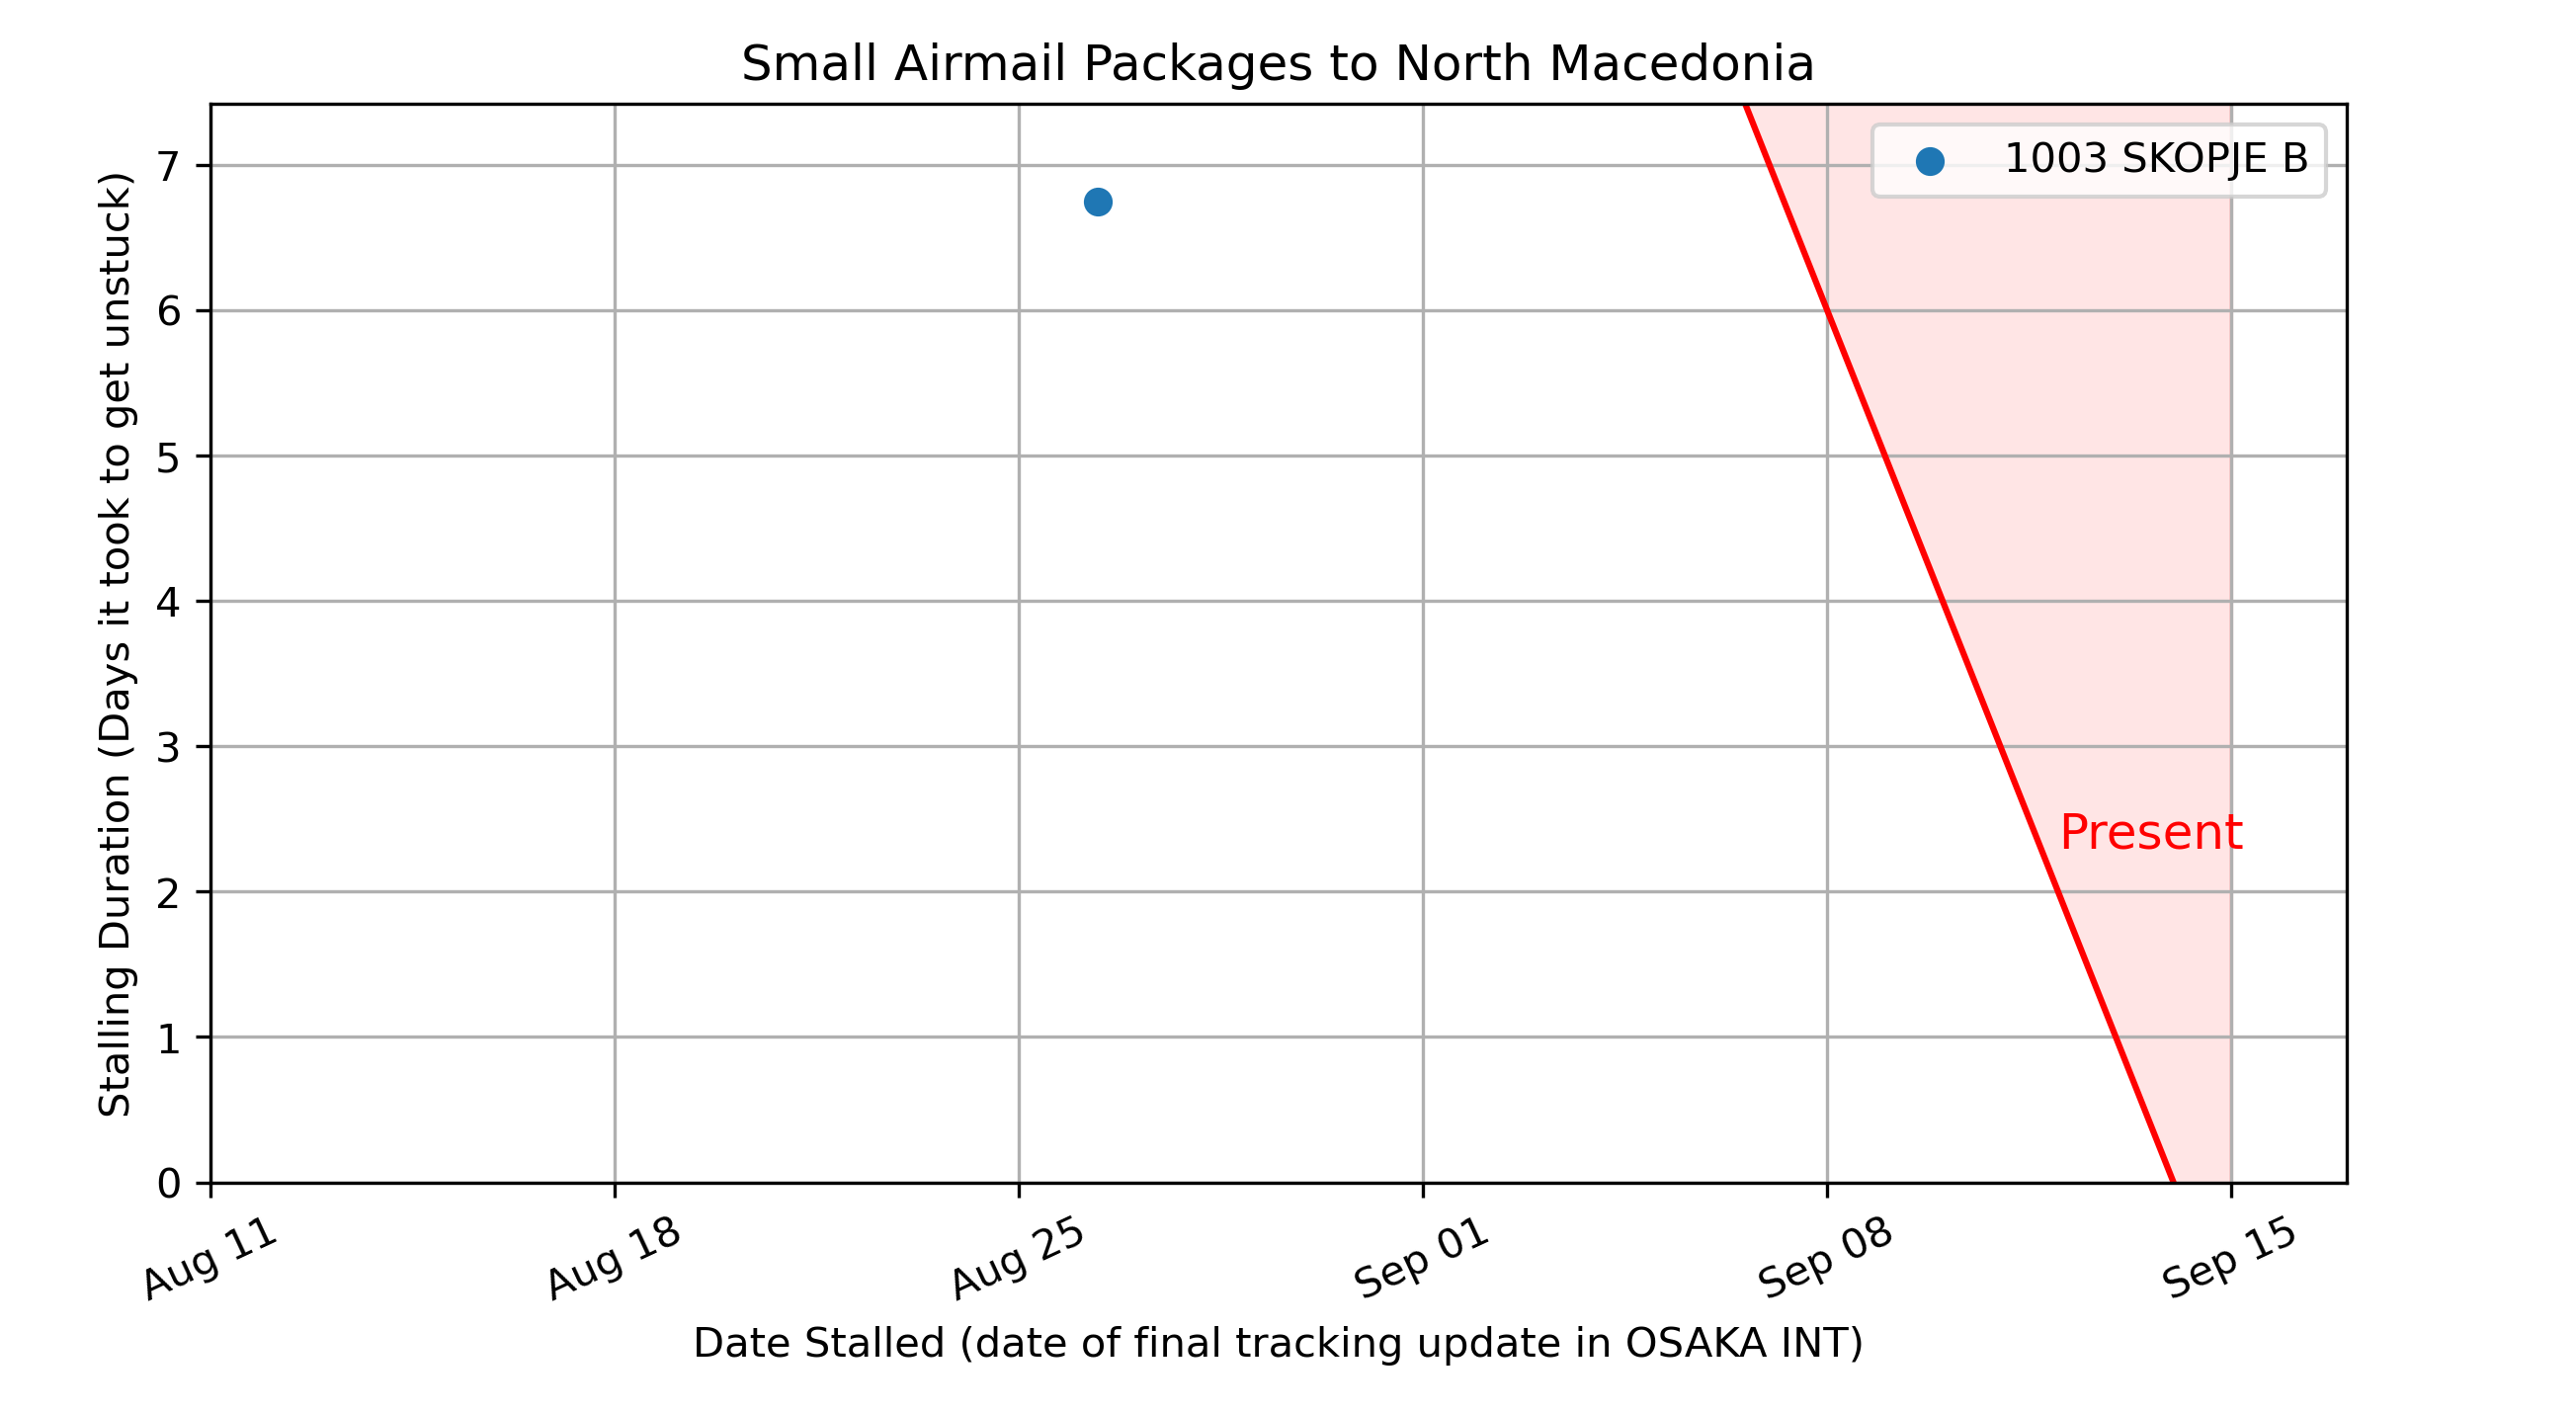 Small Airmail Packages to North Macedonia
1003 SKOPJE B
Stalling Duration (Days it took to get unstuck)
7
6
5
4
3
2
1
0
Present
Aug 11
Aug 18
Aug 25
Sep 01
Sep 08
Sep 15
Date Stalled (date of final tracking update in OSAKA INT)